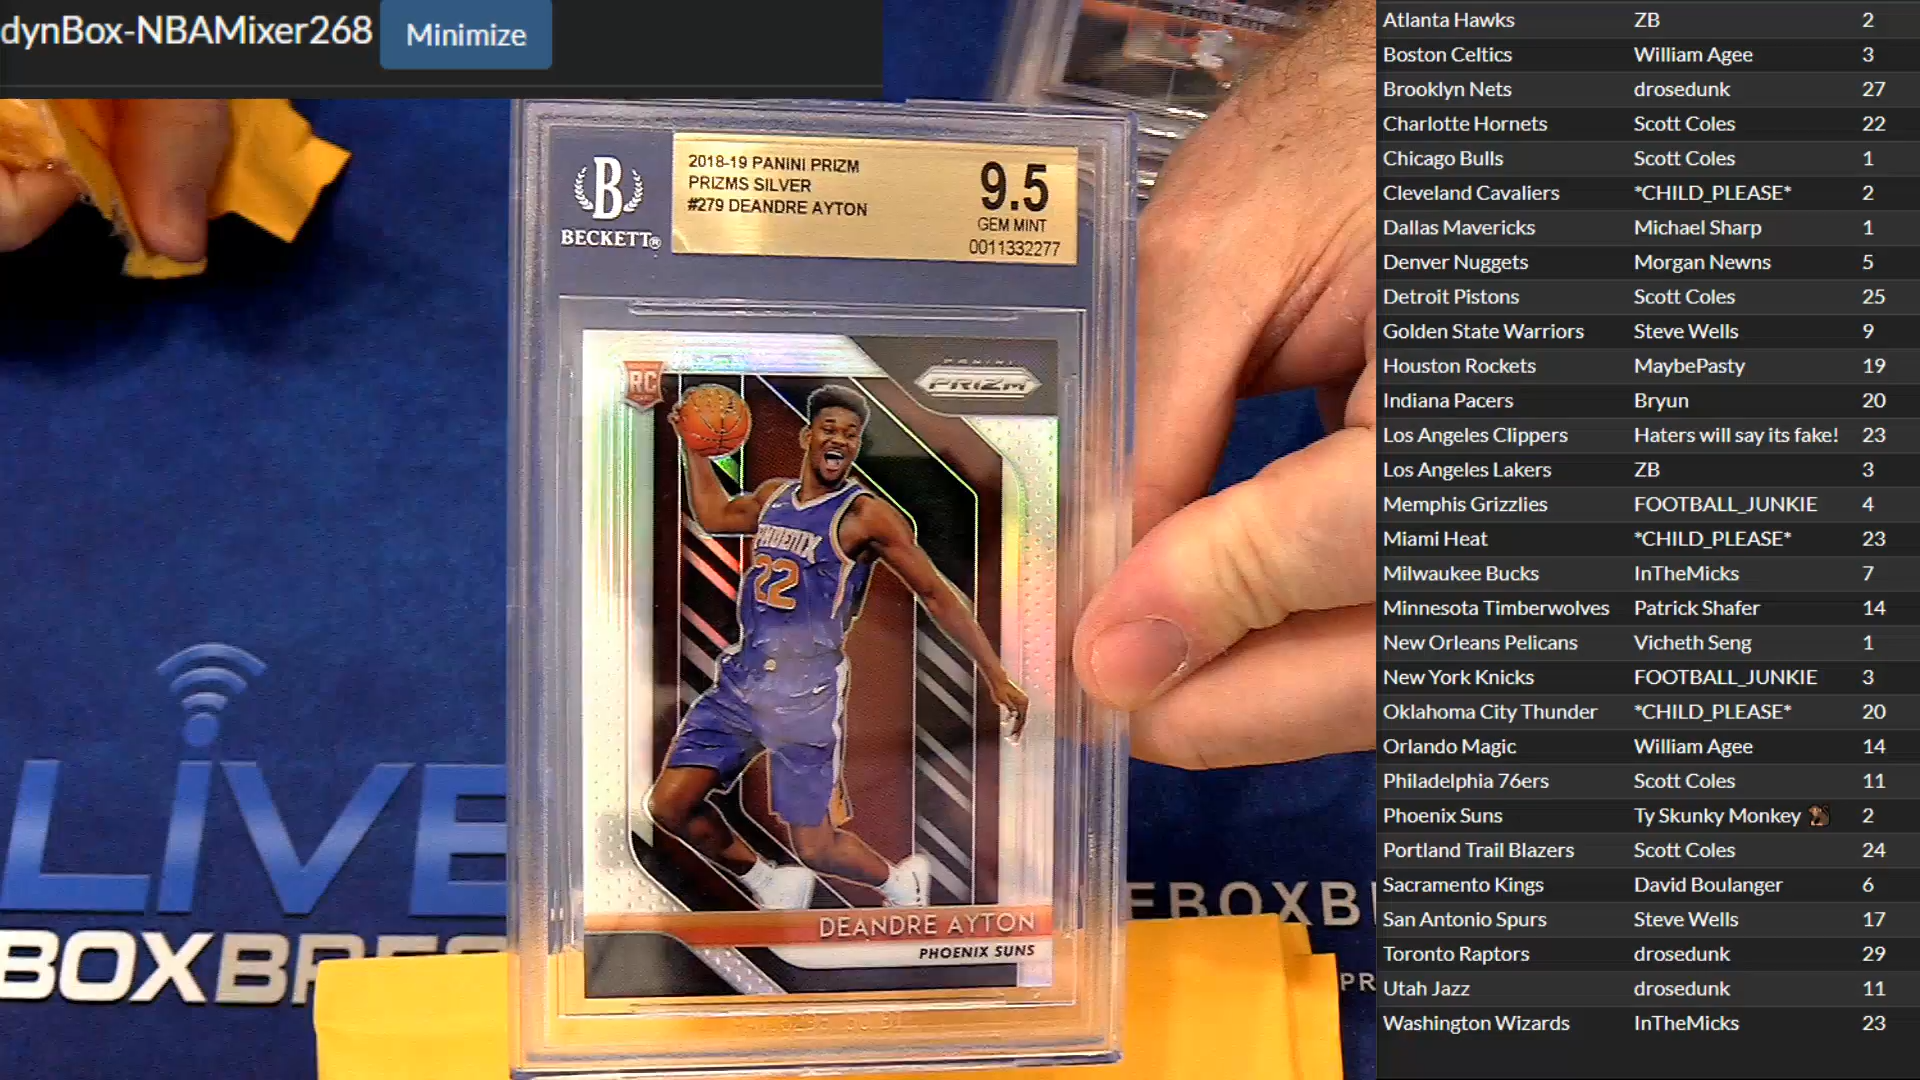 dynBox-NBAMixer268
Minimize
B
BECKETT®
2018-19 PANINI PRIZM
PRIZMS SILVER
#279 DEANDRE AYTON
9.5
GEM MINT
0011332277
RC
PANINI
PRIZM
PHOENIX
22
DEANDRE AYTON
PHOENIX SUNS
LIVE
BOXBRE
EBOXB
PR
Atlanta Hawks ZB 2
Boston Celtics William Agee 3
Brooklyn Nets drosedunk 27
Charlotte Hornets Scott Coles 22
Chicago Bulls Scott Coles 1
Cleveland Cavaliers *CHILD_PLEASE* 2
Dallas Mavericks Michael Sharp 1
Denver Nuggets Morgan Newns 5
Detroit Pistons Scott Coles 25
Golden State Warriors Steve Wells 9
Houston Rockets MaybePasty 19
Indiana Pacers Bryun 20
Los Angeles Clippers Haters will say its fake! 23
Los Angeles Lakers ZB 3
Memphis Grizzlies FOOTBALL_JUNKIE 4
Miami Heat *CHILD_PLEASE* 23
Milwaukee Bucks InTheMicks 7
Minnesota Timberwolves Patrick Shafer 14
New Orleans Pelicans Vicheth Seng 1
New York Knicks FOOTBALL_JUNKIE 3
Oklahoma City Thunder *CHILD_PLEASE* 20
Orlando Magic William Agee 14
Philadelphia 76ers Scott Coles 11
Phoenix Suns Ty Skunky Monkey 2
Portland Trail Blazers Scott Coles 24
Sacramento Kings David Boulanger 6
San Antonio Spurs Steve Wells 17
Toronto Raptors drosedunk 29
Utah Jazz drosedunk 11
Washington Wizards InTheMicks 23